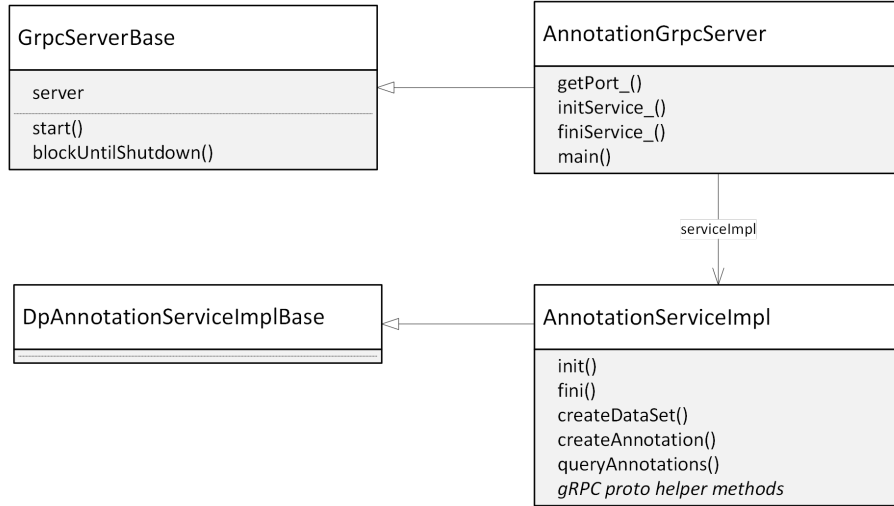 GrpcServerBase
server
start()
blockUntilShutdown()
AnnotationGrpcServer
getPort_()
initService_()
finiService_()
main()
serviceImpl
DpAnnotationServiceImplBase
AnnotationServiceImpl
init()
fini()
createDataSet()
createAnnotation()
queryAnnotations()
gRPC proto helper methods